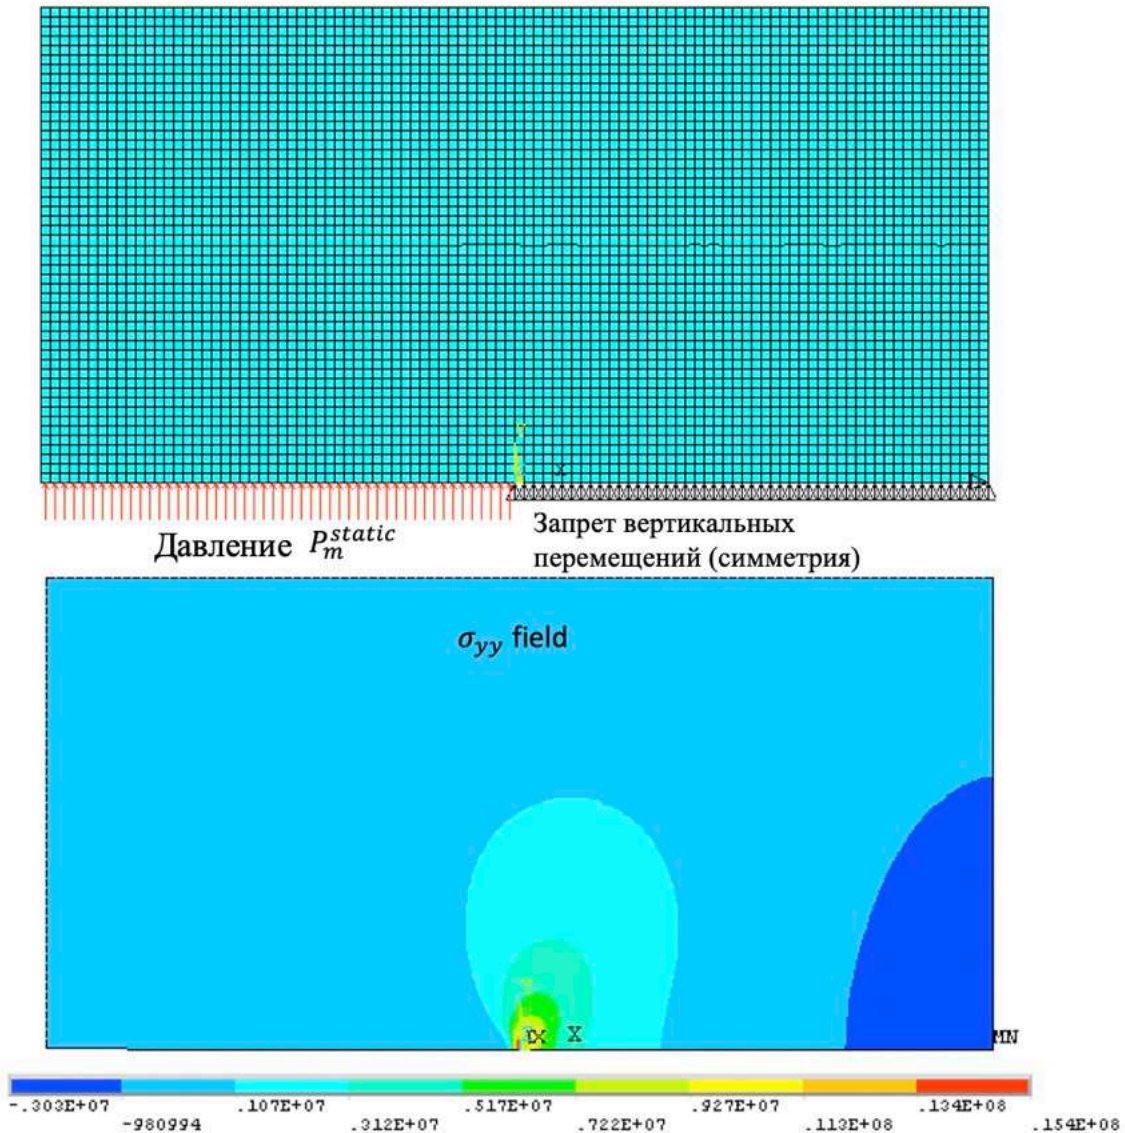 Y
X
Давление P_m^{static}
Запрет вертикальных
перемещений (симметрия)
σ_{yy} field
X
MN
-.303E+07 .107E+07 .517E+07 .927E+07 .134E+08
-980994 .312E+07 .722E+07 .113E+08 .154E+08